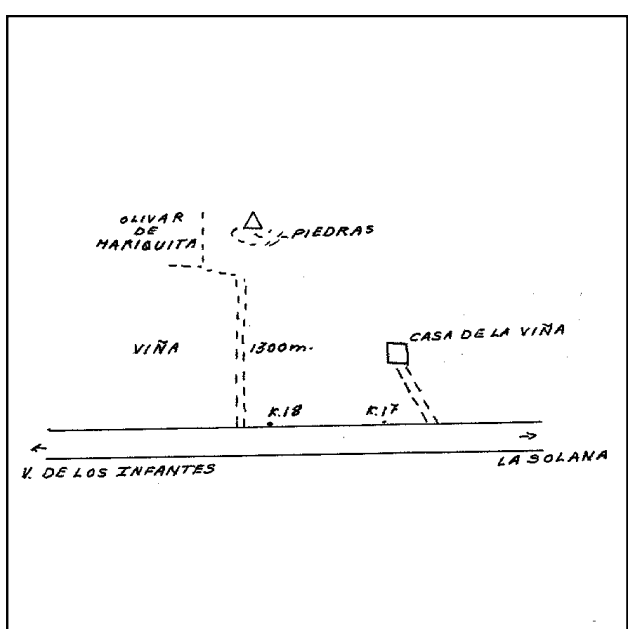 OLIVAR
DE
MARIQUITA
PIEDRAS
VIÑA
1300m.
CASA DE LA VIÑA
K.18
K.17
V. DE LOS INFANTES
LA SOLANA